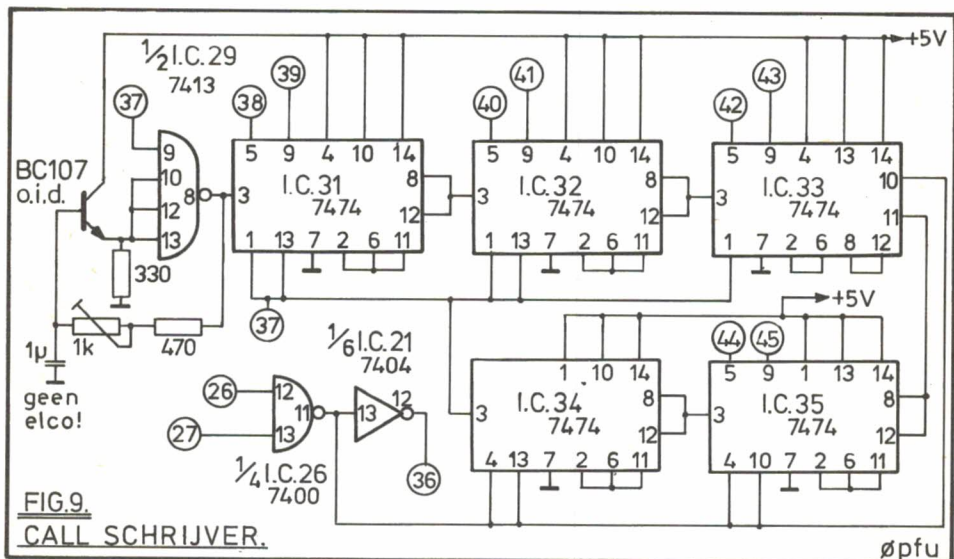 +5V
½ I.C. 29
7413
37
38
39
40
41
42
43
BC107
o.i.d.
9
10
12
13
8
330
1µ
1k
470
geen
elco!
5 9 4 10 14
3 I.C. 31 8
7474 12
1 13 7 2 6 11
37
5 9 4 10 14
3 I.C. 32 8
7474 12
1 13 7 2 6 11
5 9 4 13 14
10
3 I.C. 33 11
7474
1 7 2 6 8 12
+5V
44 45
1 10 14
3 I.C. 34 8
7474 12
4 13 7 2 6 11
5 9 1 13 14
3 I.C. 35 8
7474 12
4 10 7 2 6 11
⅙ I.C. 21
7404
26 12
27 13
11
13 12
36
¼ I.C. 26
7400
FIG.9.
CALL SCHRIJVER.
øpfu